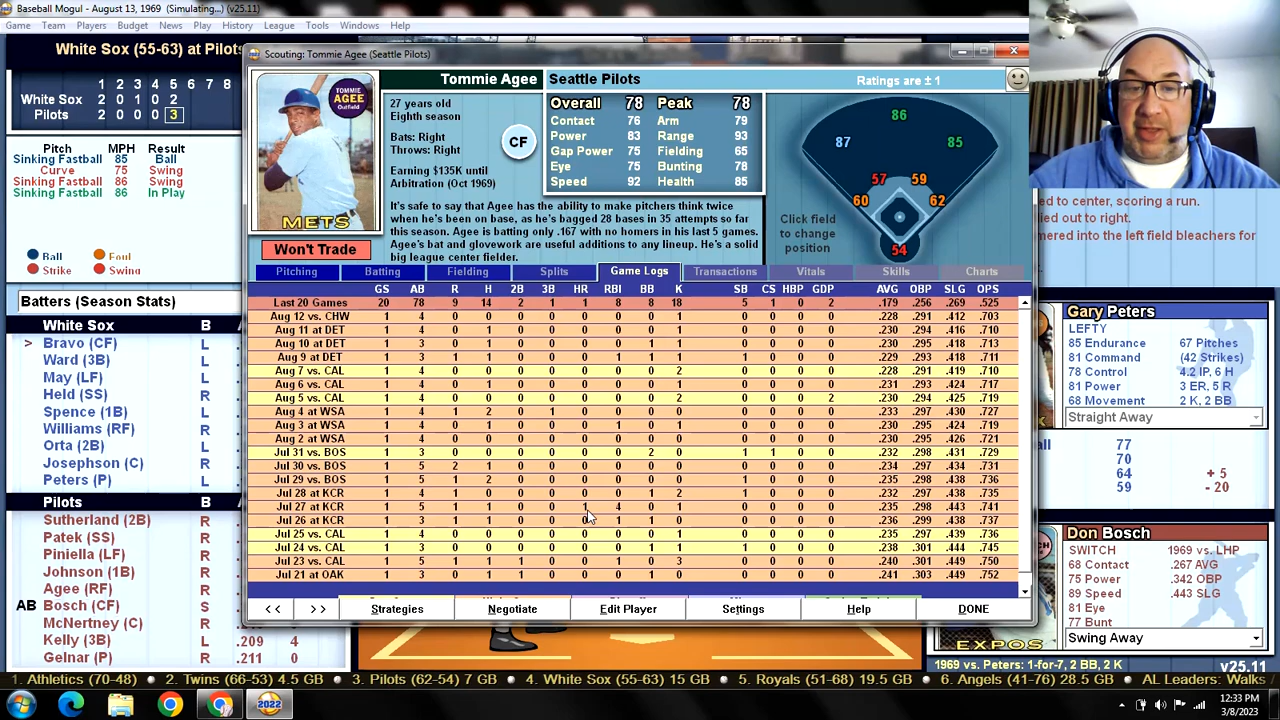 Baseball Mogul - August 13, 1969 (Simulating...) (v25.11)
Game Team Players Budget News Play History League Tools Windows Help
White Sox (55-63) at Pilots
1 2 3 4 5 6 7 8
White Sox 2 0 1 0 2
Pilots 2 0 0 0 3
Pitch MPH Result
Sinking Fastball 85 Ball
Curve 75 Swing
Sinking Fastball 86 Swing
Sinking Fastball 86 In Play
Ball Foul
Strike Swing
Batters (Season Stats)
White Sox B
> Bravo (CF) L
Ward (3B) L
May (LF) L
Held (SS) R
Spence (1B) L
Williams (RF) R
Orta (2B) L
Josephson (C) R
Peters (P) L
Pilots B
Sutherland (2B) R
Patek (SS) R
Piniella (LF) R
Johnson (1B) R
Agee (RF) R
AB Bosch (CF) S
McNertney (C) R
Kelly (3B) L .209 4
Gelnar (P) R .211 0
Scouting: Tommie Agee (Seattle Pilots)
TOMMIE
AGEE
Outfield
METS
Tommie Agee
27 years old
Eighth season
Bats: Right
Throws: Right
Earning $135K until
Arbitration (Oct 1969)
CF
Seattle Pilots
Ratings are ± 1
Overall 78 Peak 78
Contact 76 Arm 79
Power 83 Range 93
Gap Power 75 Fielding 65
Eye 75 Bunting 78
Speed 92 Health 85
It's safe to say that Agee has the ability to make pitchers think twice
when he's been on base, as he's bagged 28 bases in 35 attempts so far
this season. Agee is batting only .167 with no homers in his last 5 games.
Agee's bat and glovework are useful additions to any lineup. He's a solid
big league center fielder.
Won't Trade
86
87 85
57 59
60 62
54
Click field
to change
position
Pitching Batting Fielding Splits Game Logs Transactions Vitals Skills Charts
GS AB R H 2B 3B HR RBI BB K SB CS HBP GDP AVG OBP SLG OPS
Last 20 Games 20 78 9 14 2 1 1 8 8 18 5 1 0 2 .179 .256 .269 .525
Aug 12 vs. CHW 1 4 0 0 0 0 0 0 0 1 0 0 0 0 .228 .291 .412 .703
Aug 11 at DET 1 4 0 1 0 0 0 0 0 1 0 0 0 0 .230 .294 .416 .710
Aug 10 at DET 1 3 0 1 0 0 0 0 1 1 0 0 0 0 .230 .295 .418 .713
Aug 9 at DET 1 3 1 1 0 0 0 1 1 1 1 0 0 0 .229 .293 .418 .711
Aug 7 vs. CAL 1 4 0 0 0 0 0 0 0 2 0 0 0 0 .228 .291 .419 .710
Aug 6 vs. CAL 1 4 0 1 0 0 0 0 0 1 0 0 0 0 .231 .293 .424 .717
Aug 5 vs. CAL 1 4 0 0 0 0 0 0 0 2 0 0 0 2 .230 .294 .425 .719
Aug 4 at WSA 1 4 1 2 0 1 0 0 0 0 0 0 0 0 .233 .297 .430 .727
Aug 3 at WSA 1 4 0 1 0 0 0 1 0 1 0 0 0 0 .230 .295 .424 .719
Aug 2 at WSA 1 4 0 0 0 0 0 0 0 0 0 0 0 0 .230 .295 .426 .721
Jul 31 vs. BOS 1 3 0 0 0 0 0 0 2 0 1 1 0 0 .232 .298 .431 .729
Jul 30 vs. BOS 1 5 2 1 0 0 0 0 0 0 0 0 0 0 .234 .297 .434 .731
Jul 29 vs. BOS 1 5 1 2 0 0 0 0 0 0 1 0 0 0 .235 .298 .438 .736
Jul 28 at KCR 1 4 1 1 0 0 0 0 1 2 1 0 0 0 .232 .297 .438 .735
Jul 27 at KCR 1 5 1 1 0 0 1 4 0 1 0 0 0 0 .235 .298 .443 .741
Jul 26 at KCR 1 3 1 1 0 0 0 1 1 0 0 0 0 0 .236 .299 .438 .737
Jul 25 vs. CAL 1 4 0 0 0 0 0 0 0 1 0 0 0 0 .235 .297 .439 .736
Jul 24 vs. CAL 1 3 0 0 0 0 0 0 1 1 1 0 0 0 .238 .301 .444 .745
Jul 23 vs. CAL 1 5 1 1 1 0 0 1 0 3 0 0 0 0 .240 .301 .449 .750
Jul 21 at OAK 1 3 0 1 1 0 0 0 1 0 0 0 0 0 .241 .303 .449 .752
<< >> Strategies Negotiate Edit Player Settings Help DONE
ed to center, scoring a run.
lied out to right.
mered into the left field bleachers for
Gary Peters
LEFTY
85 Endurance 67 Pitches
81 Command (42 Strikes)
78 Control 4.2 IP, 6 H
81 Power 3 ER, 5 R
68 Movement 2 K, 2 BB
Straight Away
all 77
70
64 + 5
59 - 20
Don Bosch
SWITCH 1969 vs. LHP
68 Contact .267 AVG
75 Power .342 OBP
89 Speed .443 SLG
81 Eye
77 Bunt
Swing Away
EXPOS
1969 vs. Peters: 1-for-7, 2 BB, 2 K
v25.11
1. Athletics (70-48) 2. Twins (66-53) 4.5 GB 3. Pilots (62-54) 7 GB 4. White Sox (55-63) 15 GB 5. Royals (51-68) 19.5 GB 6. Angels (41-76) 28.5 GB AL Leaders: Walks /
2022
12:33 PM
3/8/2023